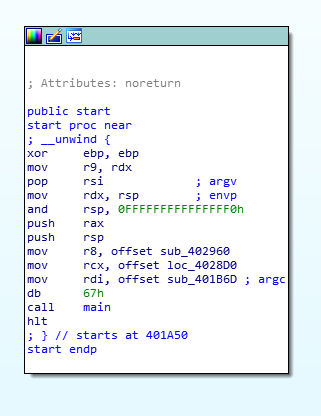 ; Attributes: noreturn
public start
start proc near
; __unwind {
xor ebp, ebp
mov r9, rdx
pop rsi ; argv
mov rdx, rsp ; envp
and rsp, 0FFFFFFFFFFFFFFF0h
push rax
push rsp
mov r8, offset sub_402960
mov rcx, offset loc_4028D0
mov rdi, offset sub_401B6D ; argc
db 67h
call main
hlt
; } // starts at 401A50
start endp